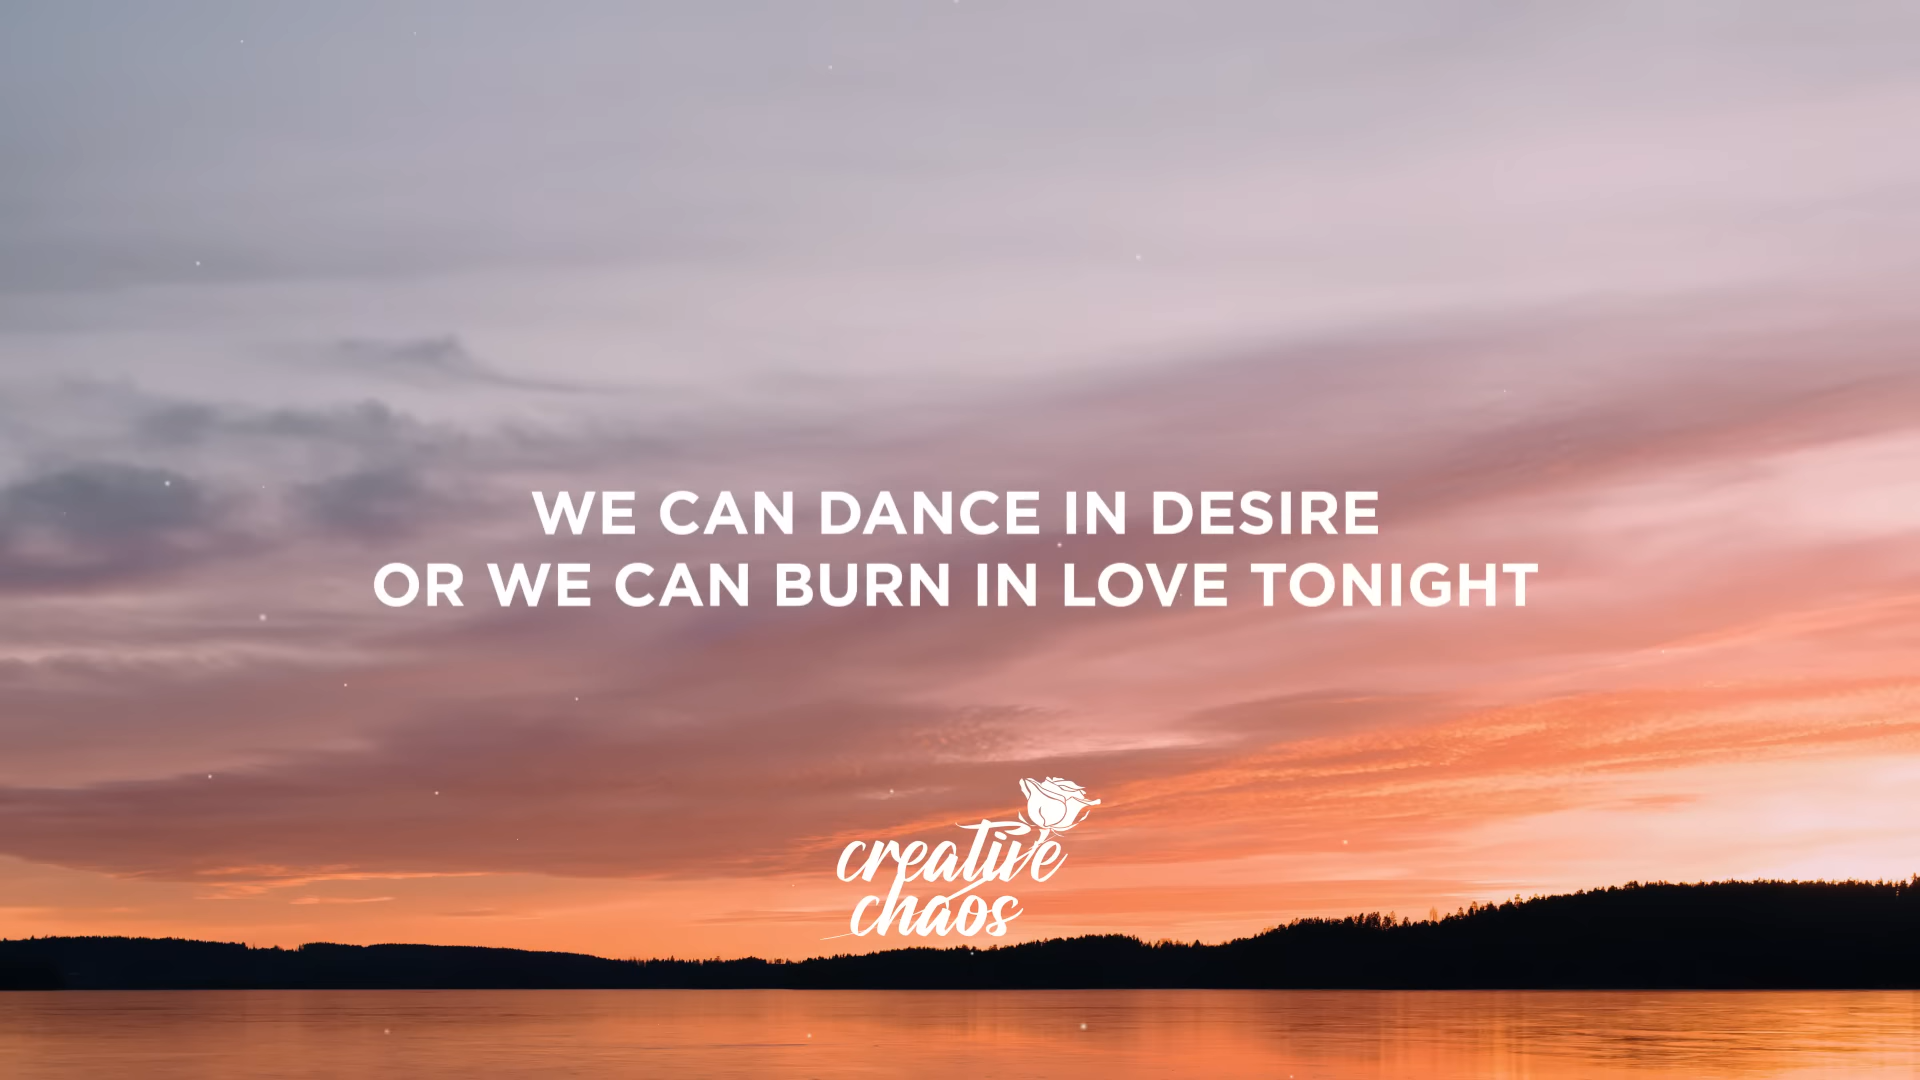 WE CAN DANCE IN DESIRE
OR WE CAN BURN IN LOVE TONIGHT
creative
chaos